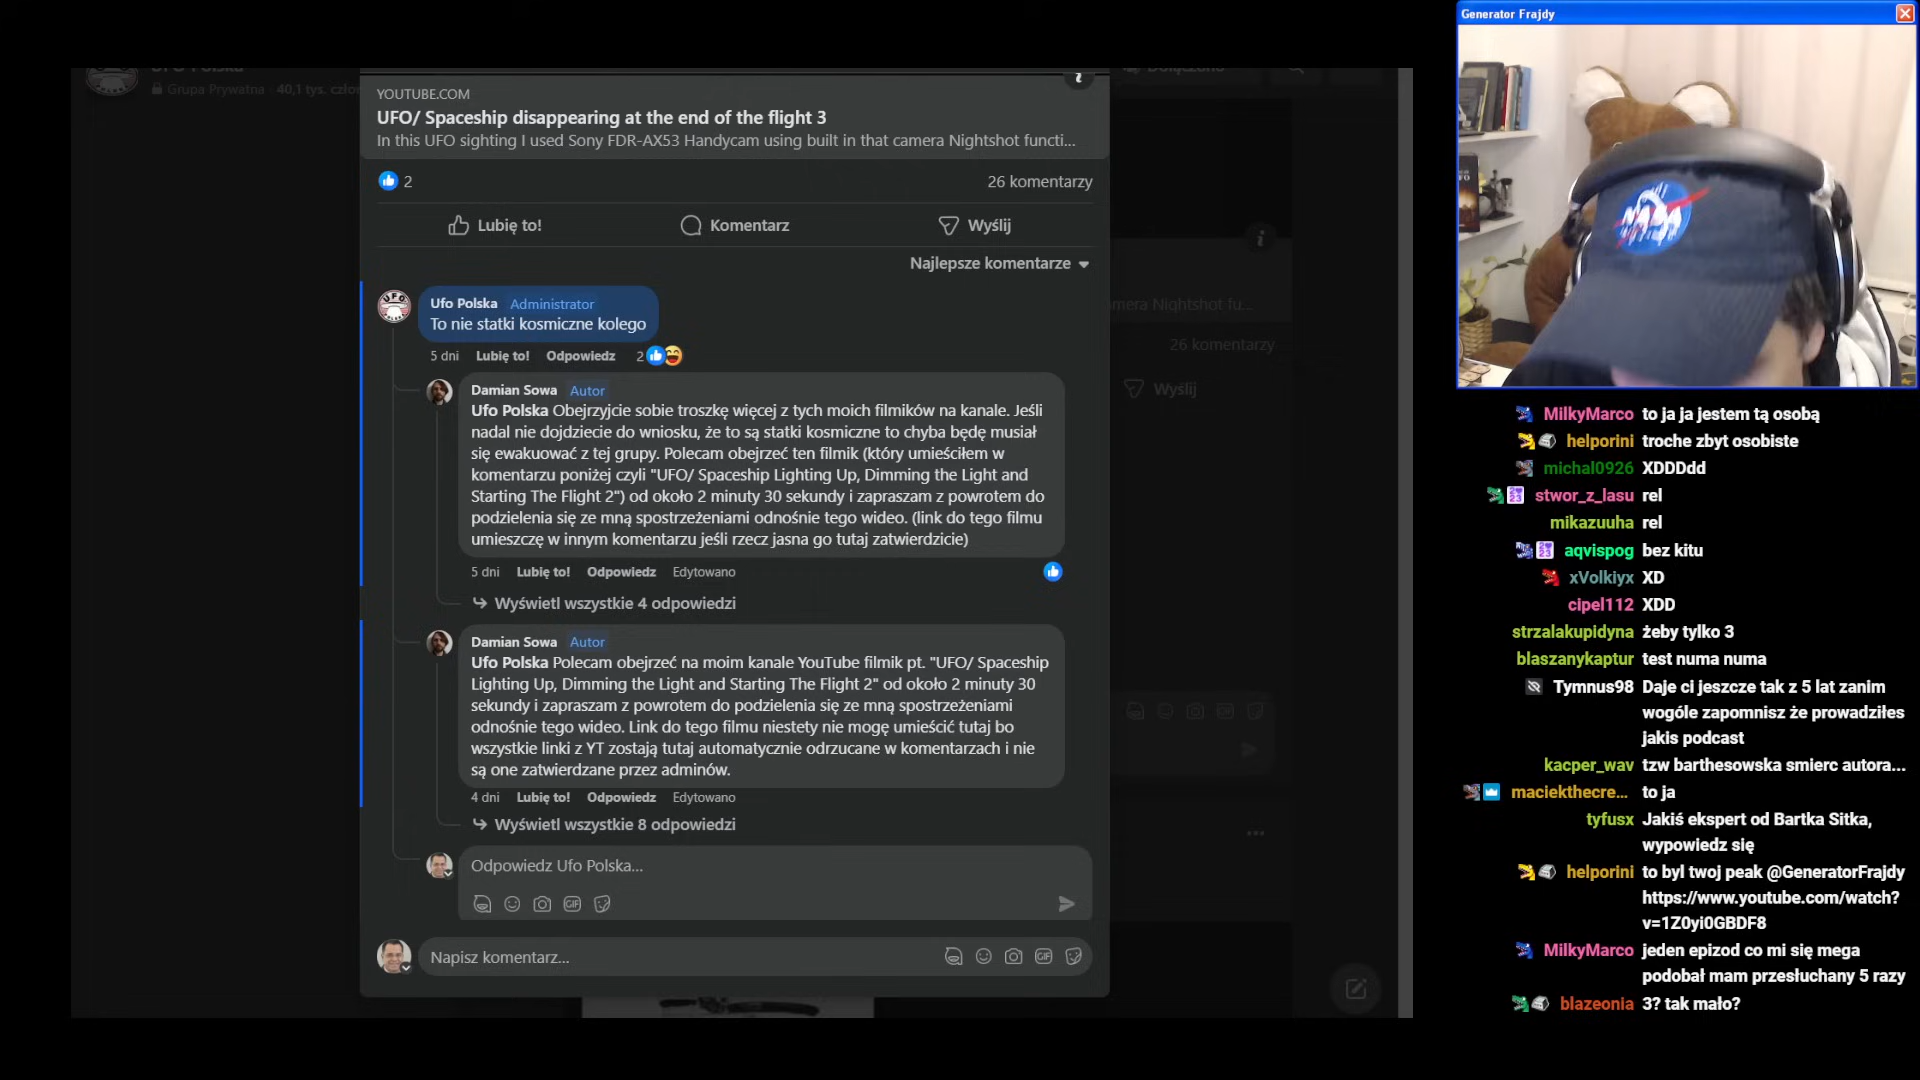 Grupa Prywatna · 40,1 tys.
YOUTUBE.COM
UFO/ Spaceship disappearing at the end of the flight 3
In this UFO sighting I used Sony FDR-AX53 Handycam using built in that camera Nightshot functi...
2
26 komentarzy
Lubię to!
Komentarz
Wyślij
Najlepsze komentarze
Ufo Polska Administrator
To nie statki kosmiczne kolego
5 dni Lubię to! Odpowiedz 2
Damian Sowa Autor
Ufo Polska Obejrzyjcie sobie troszkę więcej z tych moich filmików na kanale. Jeśli
nadal nie dojdziecie do wniosku, że to są statki kosmiczne to chyba będę musiał
się ewakuować z tej grupy. Polecam obejrzeć ten filmik (który umieściłem w
komentarzu poniżej czyli "UFO/ Spaceship Lighting Up, Dimming the Light and
Starting The Flight 2") od około 2 minuty 30 sekundy i zapraszam z powrotem do
podzielenia się ze mną spostrzeżeniami odnośnie tego wideo. (link do tego filmu
umieszczę w innym komentarzu jeśli rzecz jasna go tutaj zatwierdzicie)
5 dni Lubię to! Odpowiedz Edytowano
Wyświetl wszystkie 4 odpowiedzi
Damian Sowa Autor
Ufo Polska Polecam obejrzeć na moim kanale YouTube filmik pt. "UFO/ Spaceship
Lighting Up, Dimming the Light and Starting The Flight 2" od około 2 minuty 30
sekundy i zapraszam z powrotem do podzielenia się ze mną spostrzeżeniami
odnośnie tego wideo. Link do tego filmu niestety nie mogę umieścić tutaj bo
wszystkie linki z YT zostają tutaj automatycznie odrzucane w komentarzach i nie
są one zatwierdzane przez adminów.
4 dni Lubię to! Odpowiedz Edytowano
Wyświetl wszystkie 8 odpowiedzi
Odpowiedz Ufo Polska...
Napisz komentarz...
Nightshot fu...
26 komentarzy
Wyślij
Generator Frajdy
MilkyMarco to ja ja jestem tą osobą
helporini troche zbyt osobiste
michal0926 XDDDdd
stwor_z_lasu rel
mikazuuha rel
aqvispog bez kitu
xVolkiyx XD
cipel112 XDD
strzalakupidyna żeby tylko 3
blaszanykaptur test numa numa
Tymnus98 Daje ci jeszcze tak z 5 lat zanim
wogóle zapomnisz że prowadziłes
jakis podcast
kacper_wav tzw barthesowska smierc autora...
maciekthecre... to ja
tyfusx Jakiś ekspert od Bartka Sitka,
wypowiedz się
helporini to byl twoj peak @GeneratorFrajdy
https://www.youtube.com/watch?
v=1Z0yi0GBDF8
MilkyMarco jeden epizod co mi się mega
podobał mam przesłuchany 5 razy
blazeonia 3? tak mało?